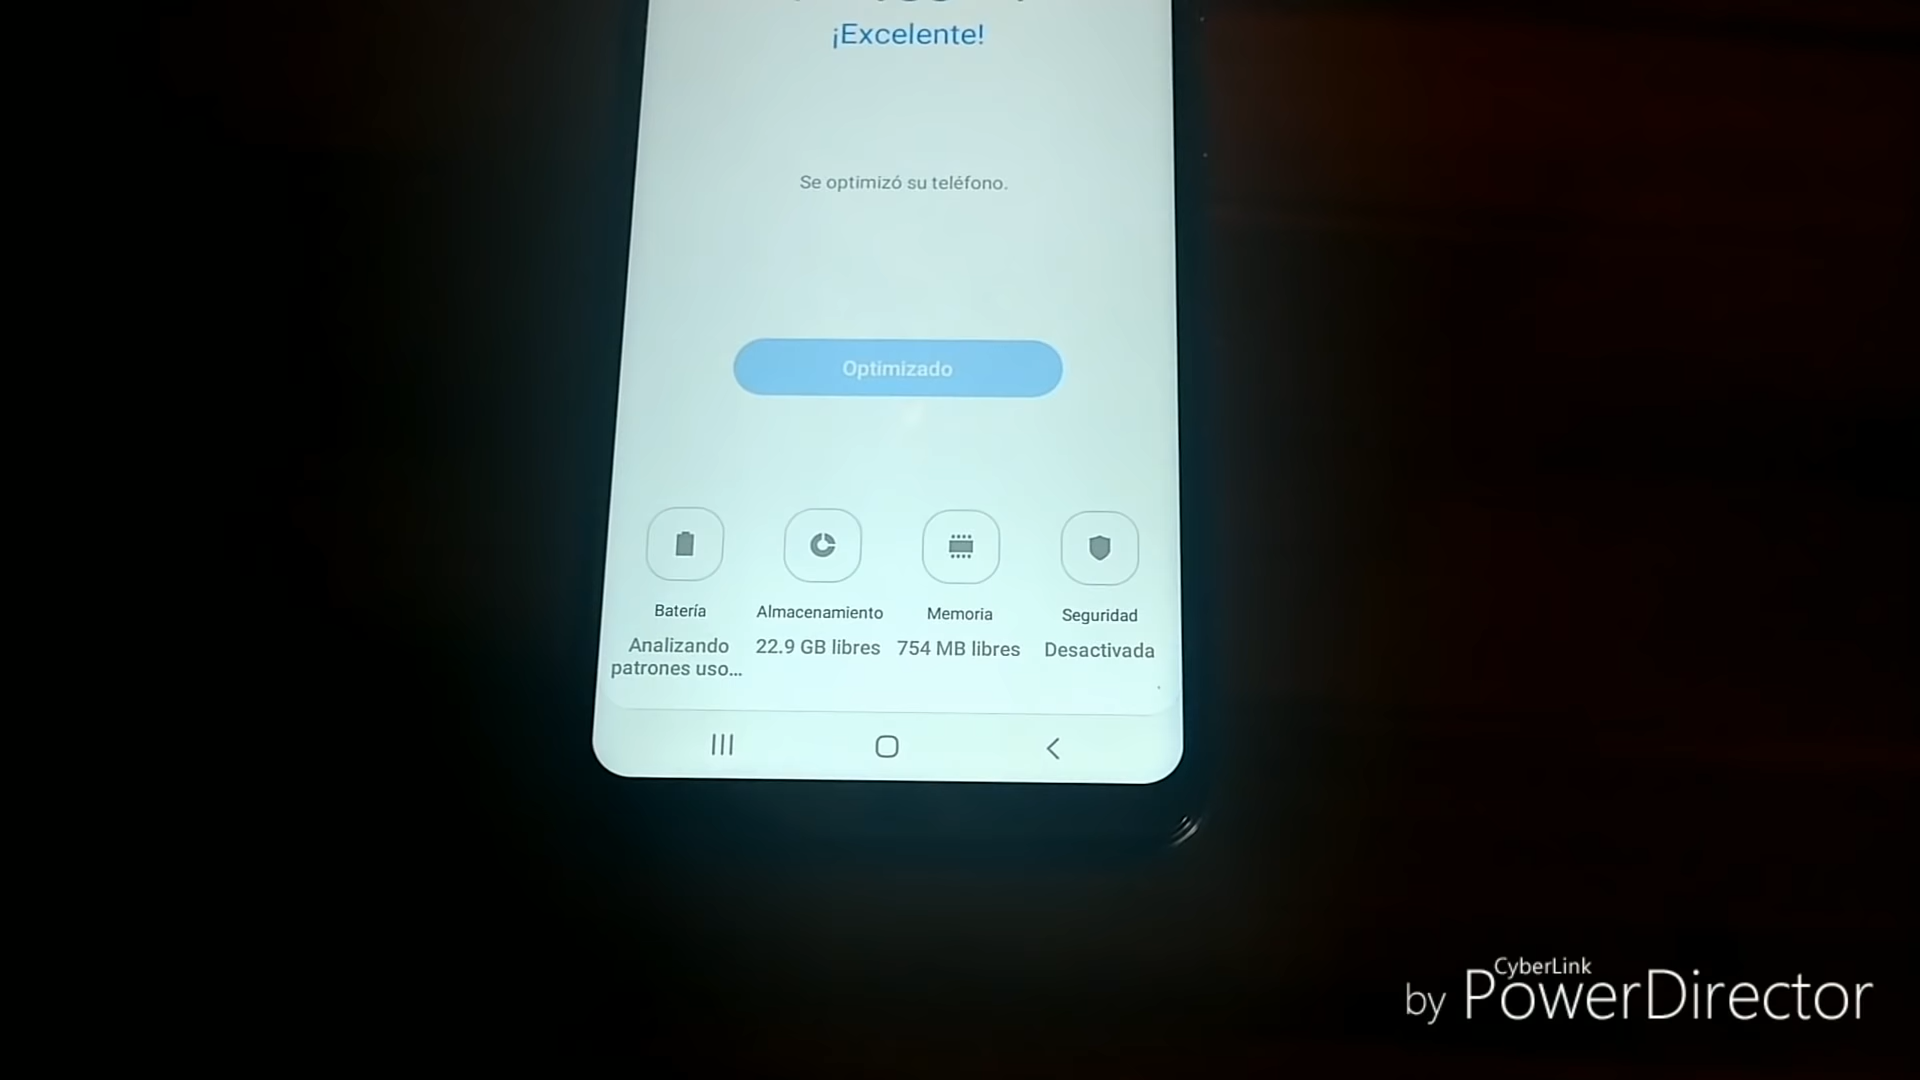 ¡Excelente!
Se optimizó su teléfono.
Optimizado
Batería
Analizando
patrones uso...
Almacenamiento
22.9 GB libres
Memoria
754 MB libres
Seguridad
Desactivada
CyberLink
by PowerDirector